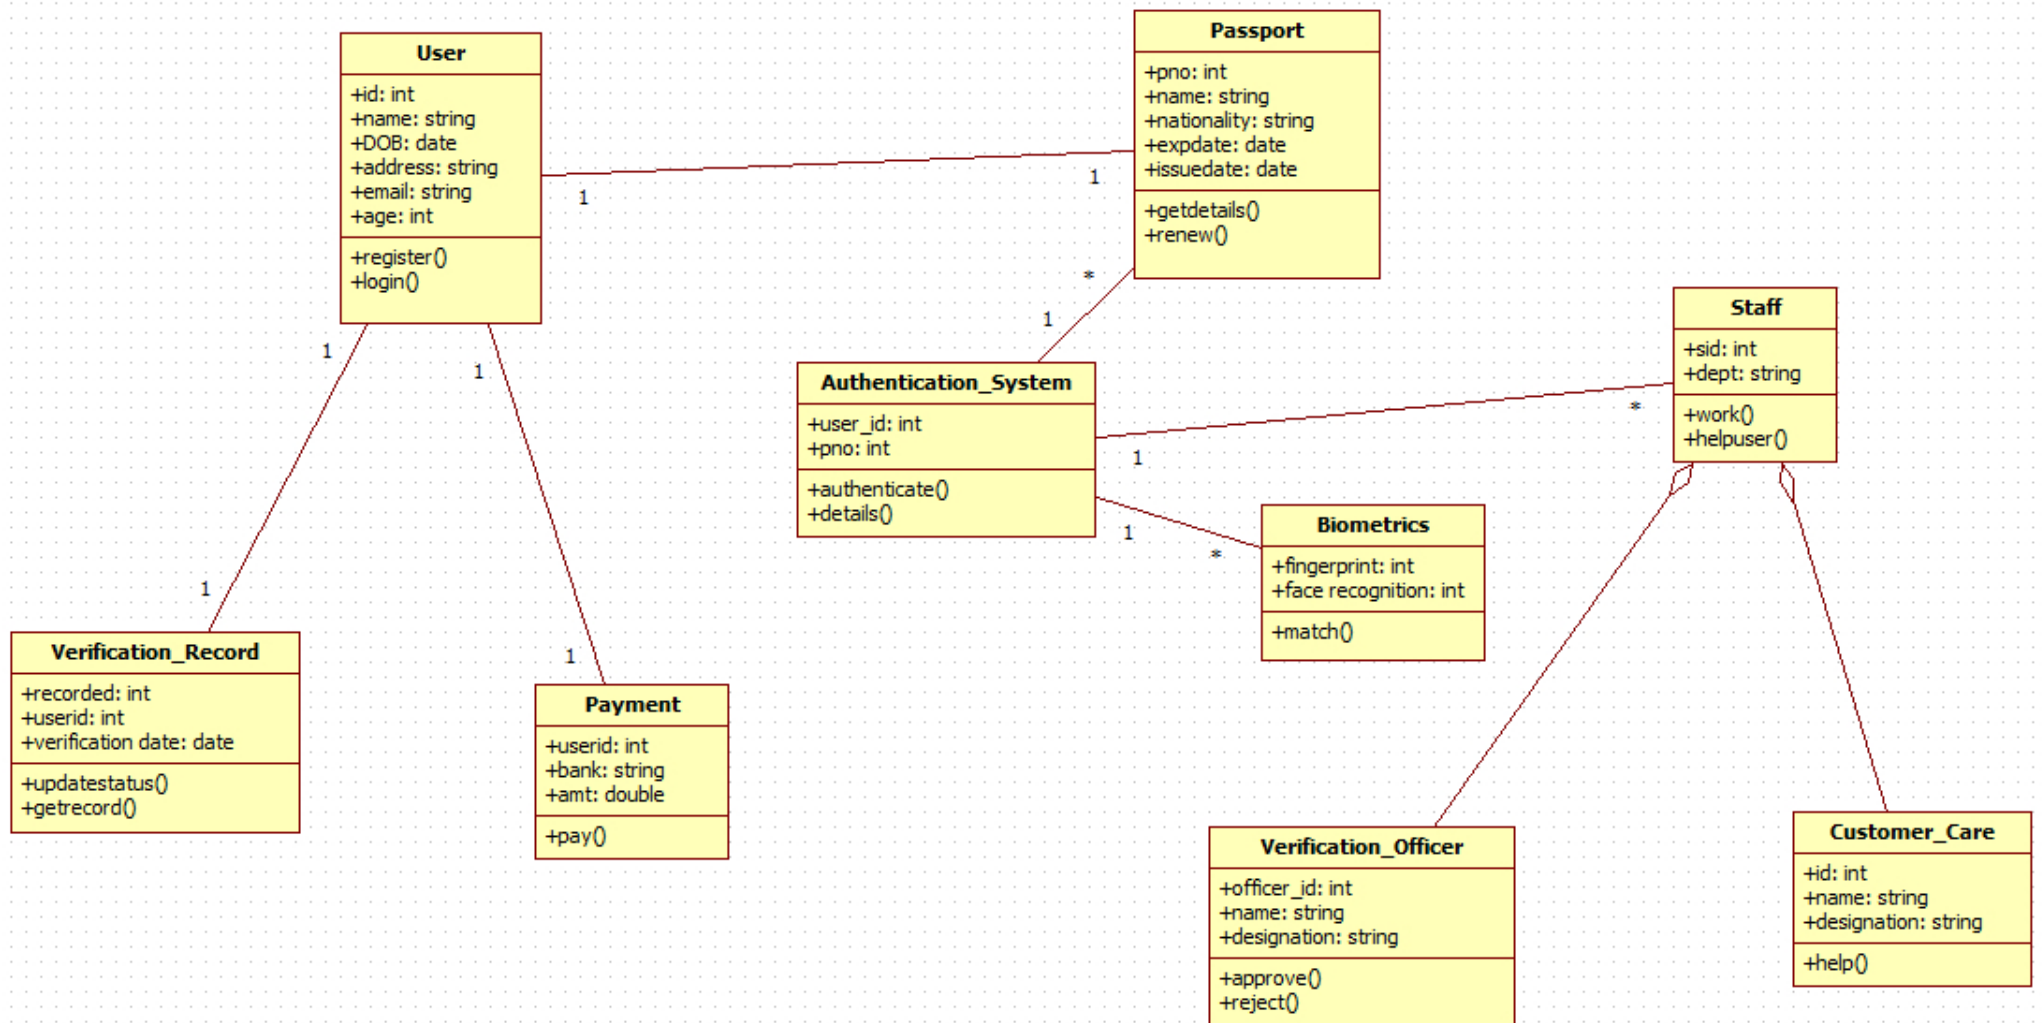 User
+id: int
+name: string
+DOB: date
+address: string
+email: string
+age: int
+register()
+login()
1
1
Passport
+pno: int
+name: string
+nationality: string
+expdate: date
+issuedate: date
+getdetails()
+renew()
*
1
Authentication_System
+user_id: int
+pno: int
+authenticate()
+details()
1
*
Staff
+sid: int
+dept: string
+work()
+helpuser()
1
*
Biometrics
+fingerprint: int
+face recognition: int
+match()
1
1
Verification_Record
+recorded: int
+userid: int
+verification date: date
+updatestatus()
+getrecord()
1
1
Payment
+userid: int
+bank: string
+amt: double
+pay()
Verification_Officer
+officer_id: int
+name: string
+designation: string
+approve()
+reject()
Customer_Care
+id: int
+name: string
+designation: string
+help()